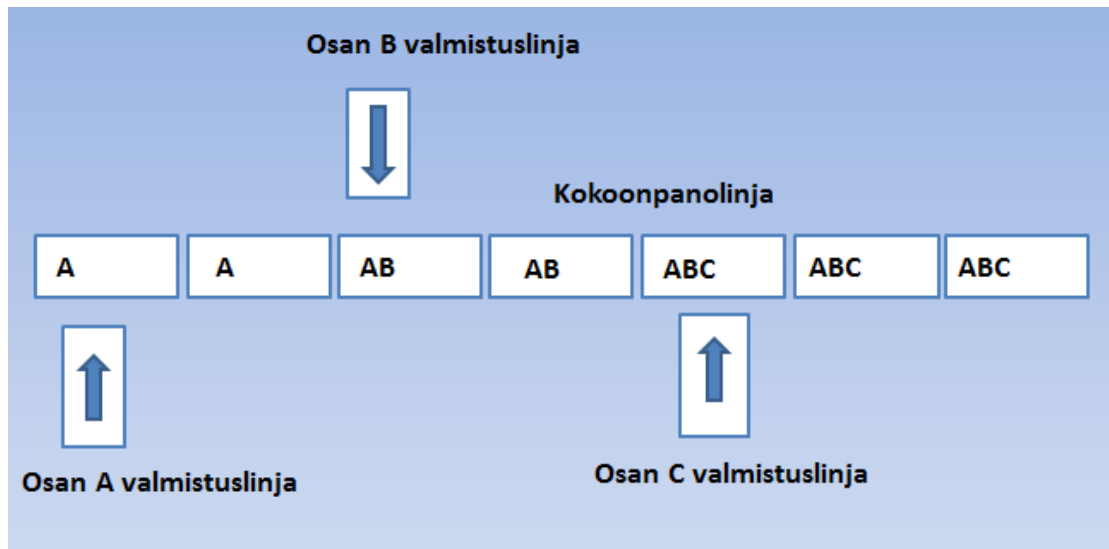 Osan B valmistuslinja
Kokoonpanolinja
A A AB AB ABC ABC ABC
Osan A valmistuslinja
Osan C valmistuslinja